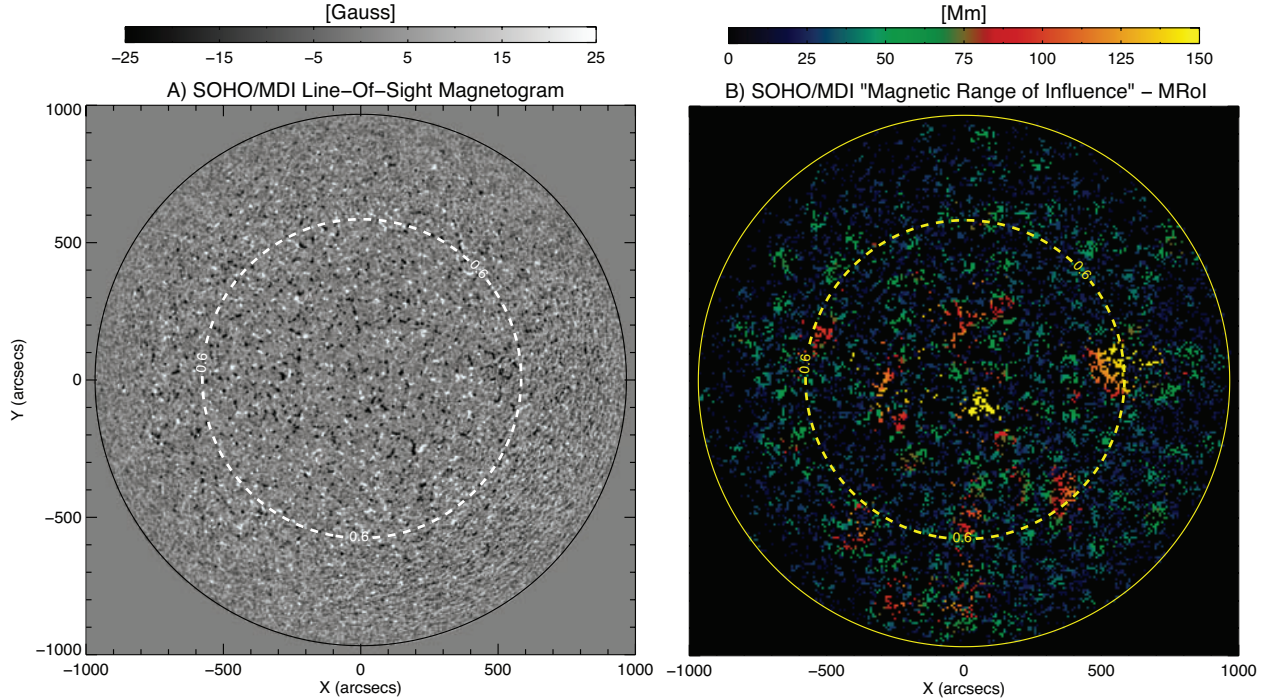 [Gauss]
−25 −15 −5 5 15 25
A) SOHO/MDI Line−Of−Sight Magnetogram
1000
500
0
−500
−1000
Y (arcsecs)
0.6
0.6
0.6
−1000 −500 0 500 1000
X (arcsecs)
[Mm]
0 25 50 75 100 125 150
B) SOHO/MDI "Magnetic Range of Influence" − MRoI
0.6
0.6
0.6
−1000 −500 0 500 1000
X (arcsecs)